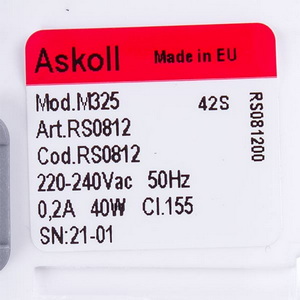 Askoll Made in EU
Mod.M325 42S
Art.RS0812
Cod.RS0812
220-240Vac 50Hz
0,2A 40W Cl.155
SN:21-01
RS081200